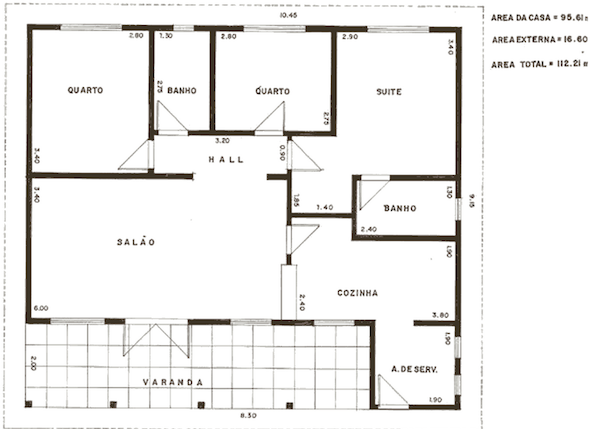 10.45
AREA DA CASA = 95.61 m
AREA EXTERNA = 16.60
AREA TOTAL = 112.21 m
2.80
1.30
2.80
2.90
3.40
QUARTO
BANHO
QUARTO
SUITE
2.75
2.75
3.20
HALL
0.90
3.40
3.40
1.85
1.40
1.30
BANHO
2.40
9.15
SALÃO
1.90
COZINHA
2.40
6.00
3.80
1.90
2.00
A. DE SERV.
VARANDA
1.90
8.30